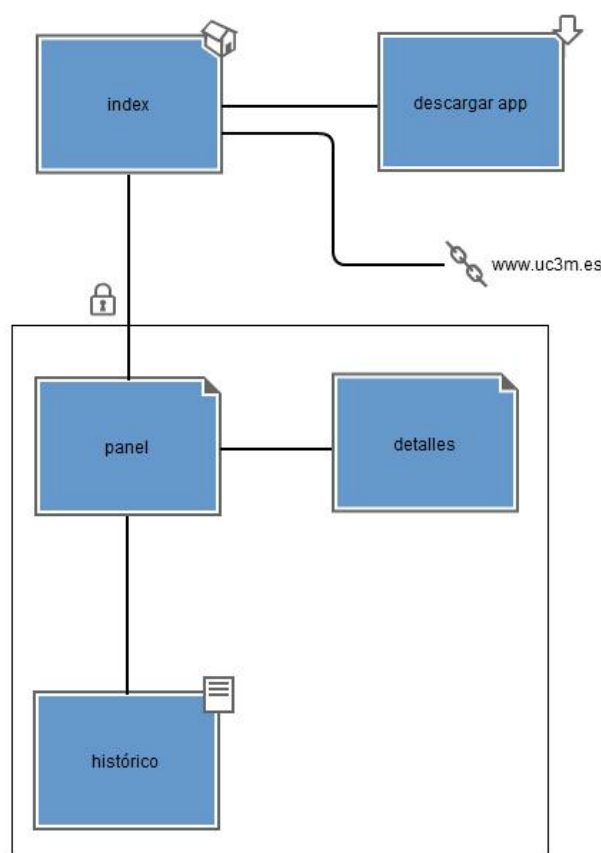 index
descargar app
www.uc3m.es
panel
detalles
histórico